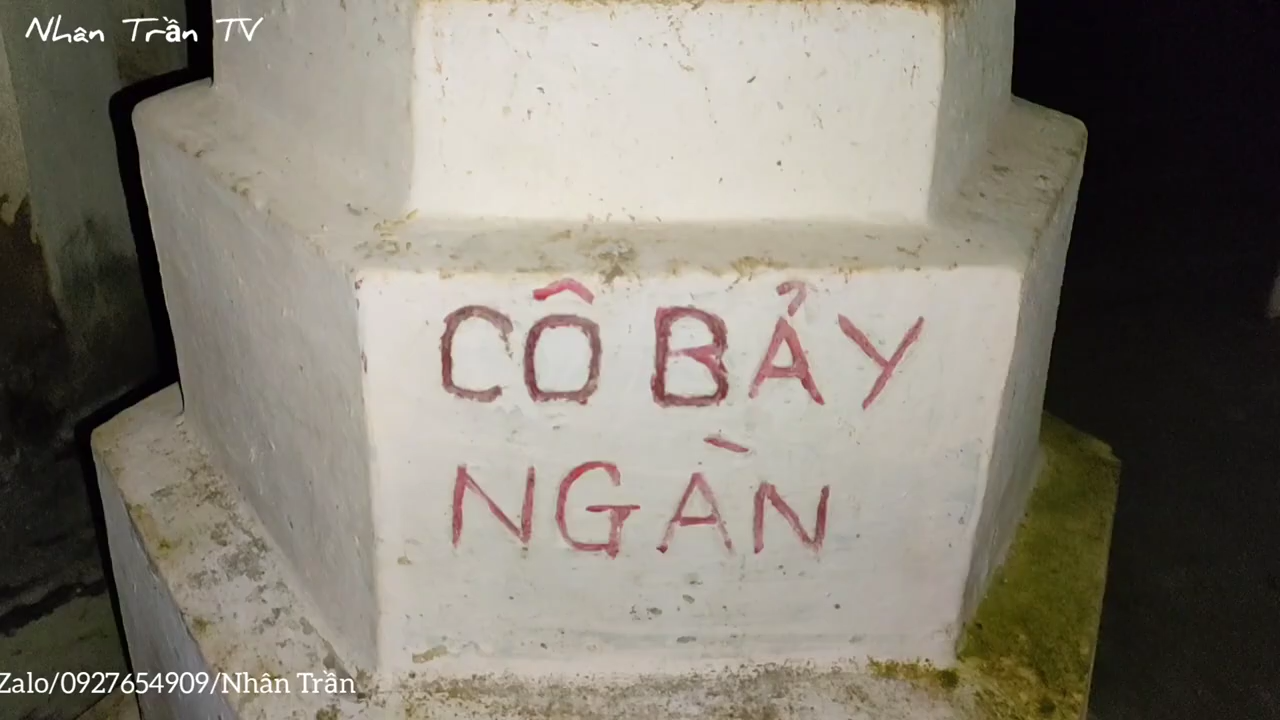 Nhân Trần TV
CÔ BẢY
NGÀN
Zalo/0927654909/Nhân Trần